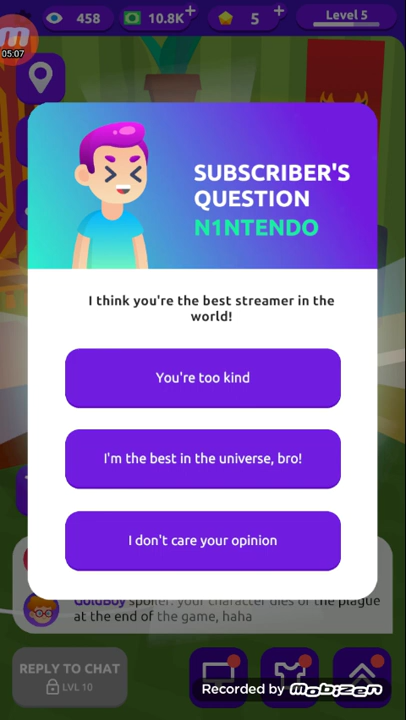 458
10.8K+
5 +
Level 5
m
05:07
SUBSCRIBER'S
QUESTION
N1NTENDO
I think you're the best streamer in the
world!
You're too kind
I'm the best in the universe, bro!
I don't care your opinion
GoldBoy spoiler: your character dies of the plague
at the end of the game, haha
REPLY TO CHAT
LVL 10
Recorded by mobizen